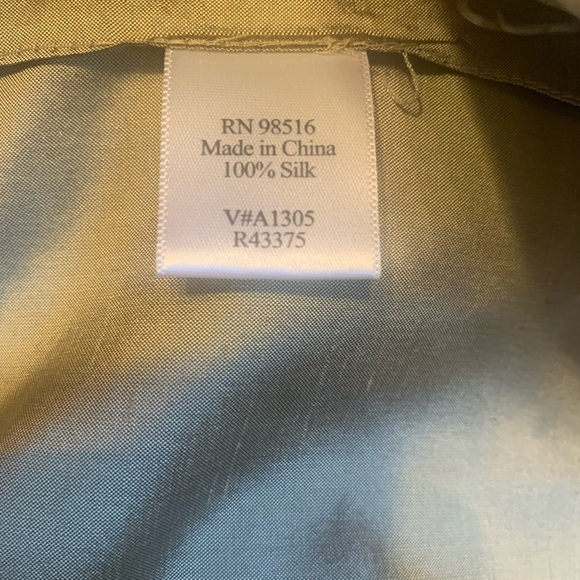 RN 98516
Made in China
100% Silk
V#A1305
R43375